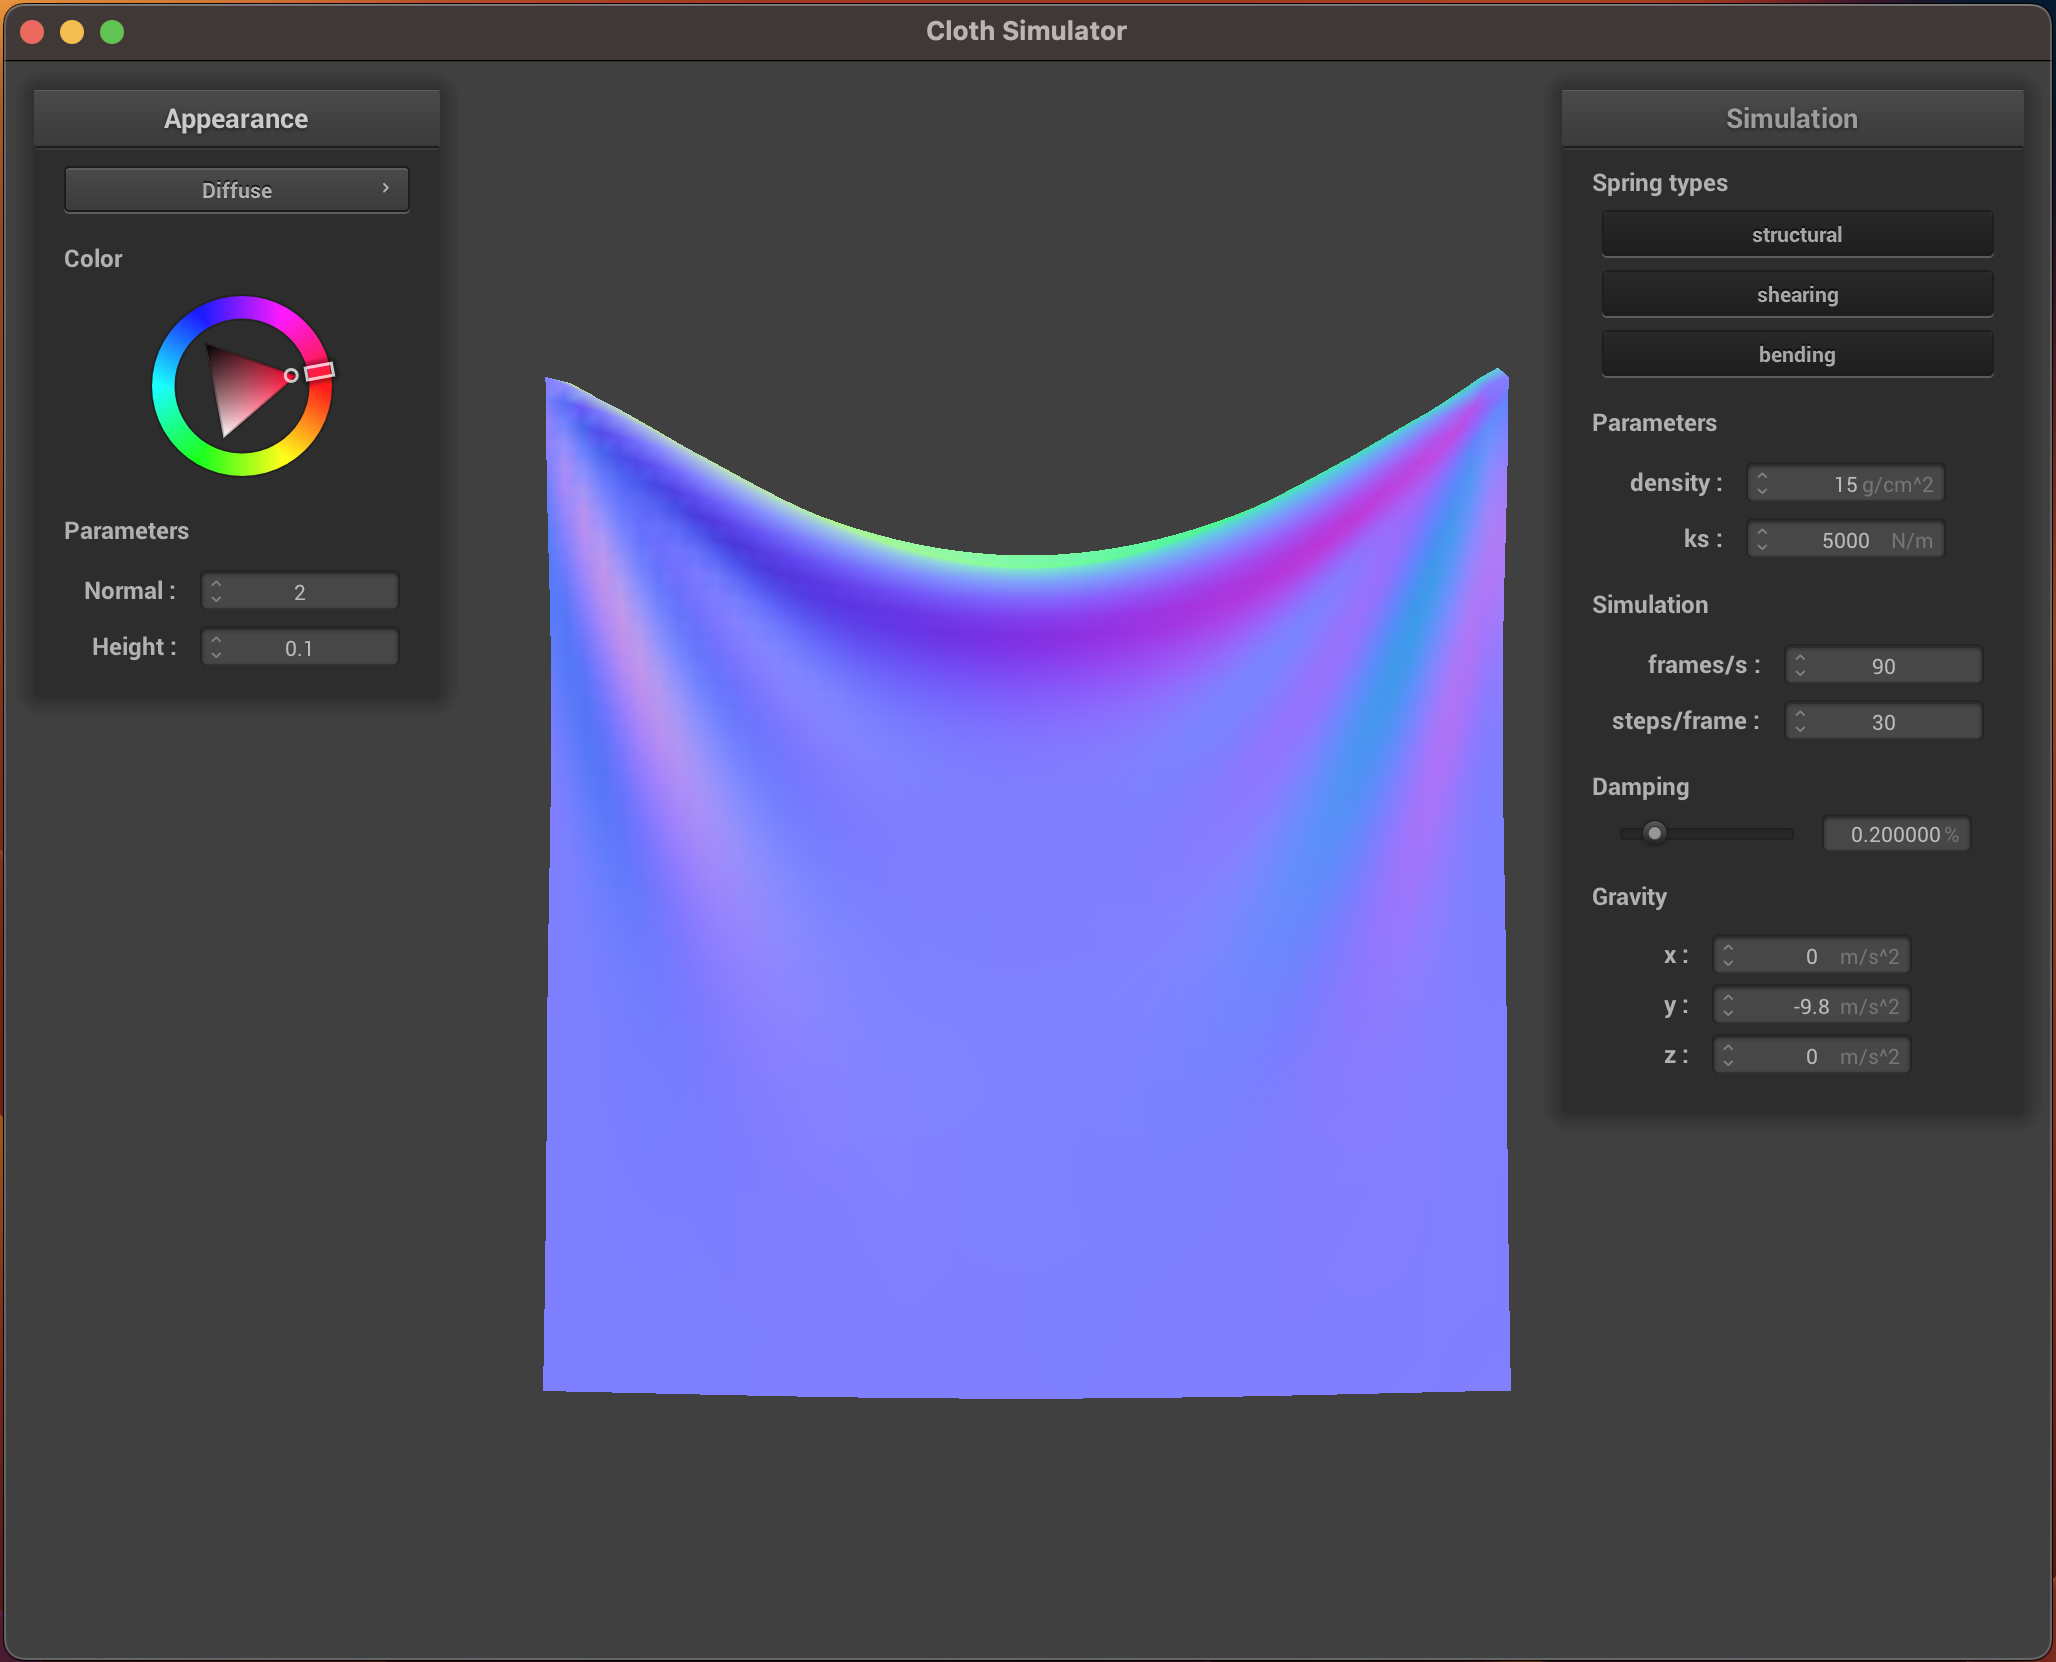 Cloth Simulator
Appearance
Diffuse
Color
Parameters
Normal : 2
Height : 0.1
Simulation
Spring types
structural
shearing
bending
Parameters
density : 15 g/cm^2
ks : 5000 N/m
Simulation
frames/s : 90
steps/frame : 30
Damping
0.200000 %
Gravity
x : 0 m/s^2
y : -9.8 m/s^2
z : 0 m/s^2